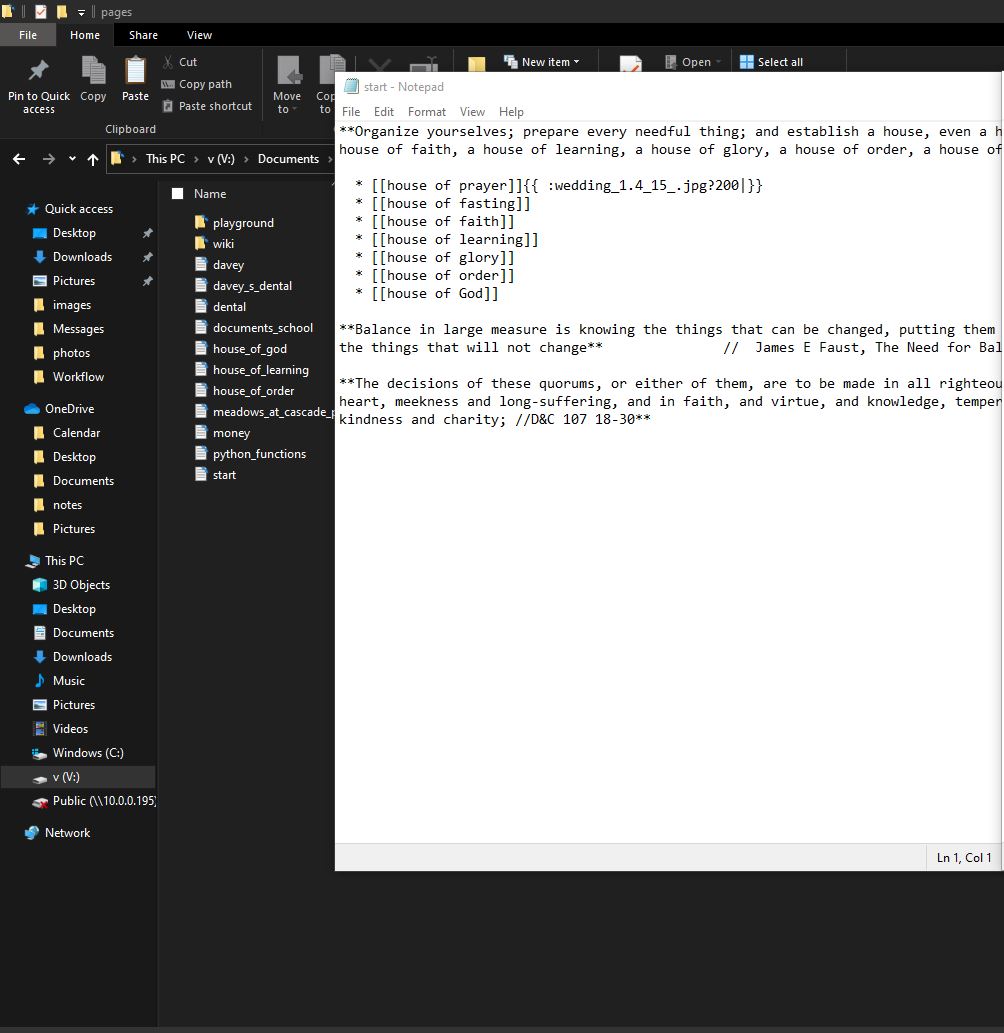 pages
File Home Share View
Pin to Quick access
Copy
Paste
Cut
Copy path
Paste shortcut
Move to
Clipboard
New item
Open
Select all
This PC > v (V:) > Documents >
Quick access
Desktop
Downloads
Pictures
images
Messages
photos
Workflow
OneDrive
Calendar
Desktop
Documents
notes
Pictures
This PC
3D Objects
Desktop
Documents
Downloads
Music
Pictures
Videos
Windows (C:)
v (V:)
Public (\\10.0.0.195)
Network
Name
playground
wiki
davey
davey_s_dental
dental
documents_school
house_of_god
house_of_learning
house_of_order
meadows_at_cascade_p
money
python_functions
start
start - Notepad
File Edit Format View Help
**Organize yourselves; prepare every needful thing; and establish a house, even a h
house of faith, a house of learning, a house of glory, a house of order, a house of
* [[house of prayer]]{{ :wedding_1.4_15_.jpg?200|}}
* [[house of fasting]]
* [[house of faith]]
* [[house of learning]]
* [[house of glory]]
* [[house of order]]
* [[house of God]]
**Balance in large measure is knowing the things that can be changed, putting them
the things that will not change** // James E Faust, The Need for Bal
**The decisions of these quorums, or either of them, are to be made in all righteou
heart, meekness and long-suffering, and in faith, and virtue, and knowledge, temper
kindness and charity; //D&C 107 18-30**
Ln 1, Col 1